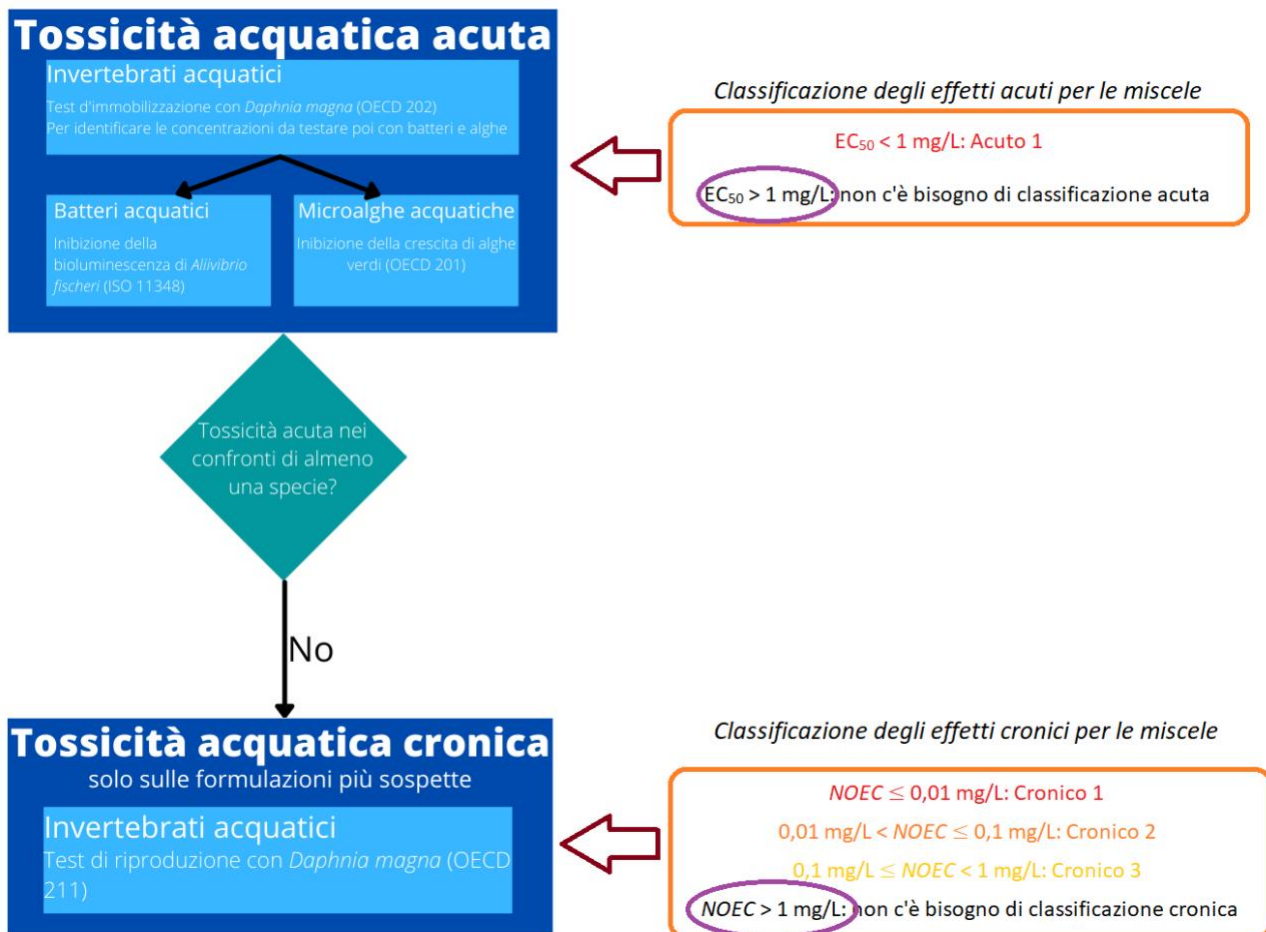 Tossicità acquatica acuta
Invertebrati acquatici
Test d'immobilizzazione con Daphnia magna (OECD 202)
Per identificare le concentrazioni da testare poi con batteri e alghe
Batteri acquatici
Inibizione della
bioluminescenza di Aliivibrio
fischeri (ISO 11348)
Microalghe acquatiche
Inibizione della crescita di alghe
verdi (OECD 201)
Classificazione degli effetti acuti per le miscele
EC₅₀ < 1 mg/L: Acuto 1
EC₅₀ > 1 mg/L: non c'è bisogno di classificazione acuta
Tossicità acuta nei
confronti di almeno
una specie?
No
Tossicità acquatica cronica
solo sulle formulazioni più sospette
Invertebrati acquatici
Test di riproduzione con Daphnia magna (OECD
211)
Classificazione degli effetti cronici per le miscele
NOEC ≤ 0,01 mg/L: Cronico 1
0,01 mg/L < NOEC ≤ 0,1 mg/L: Cronico 2
0,1 mg/L ≤ NOEC < 1 mg/L: Cronico 3
NOEC > 1 mg/L: non c'è bisogno di classificazione cronica